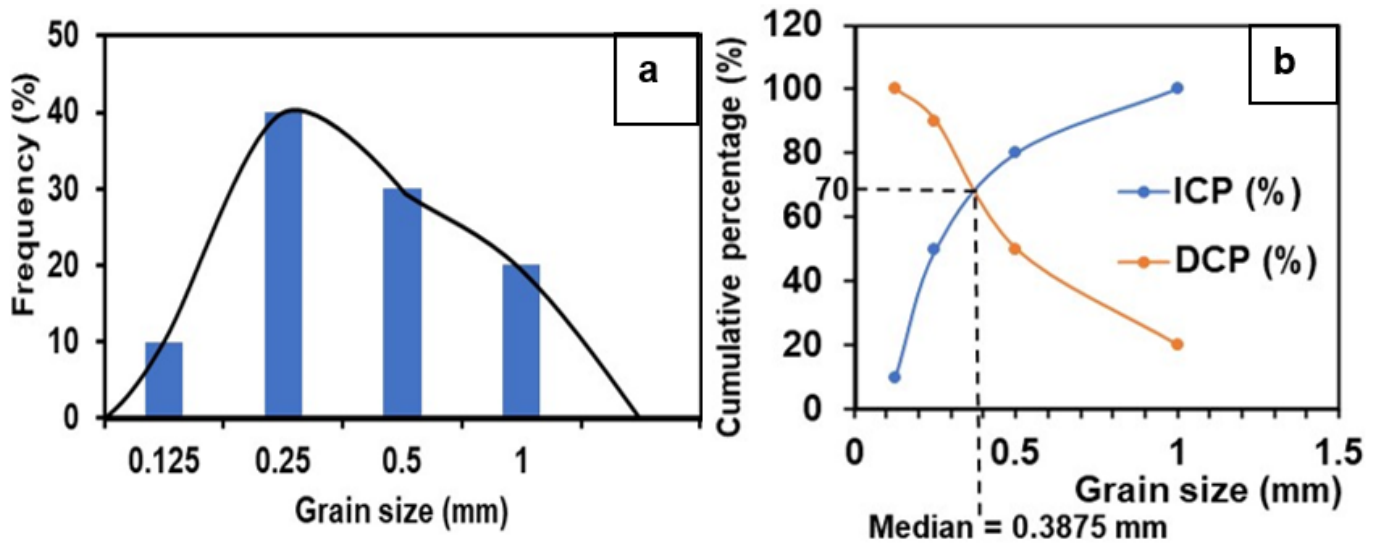 a
Frequency (%)
50
40
30
20
10
0
0.125 0.25 0.5 1
Grain size (mm)
b
Cumulative percentage (%)
120
100
80
70
60
40
20
0
ICP (%)
DCP (%)
0 0.5 1 1.5
Grain size (mm)
Median = 0.3875 mm